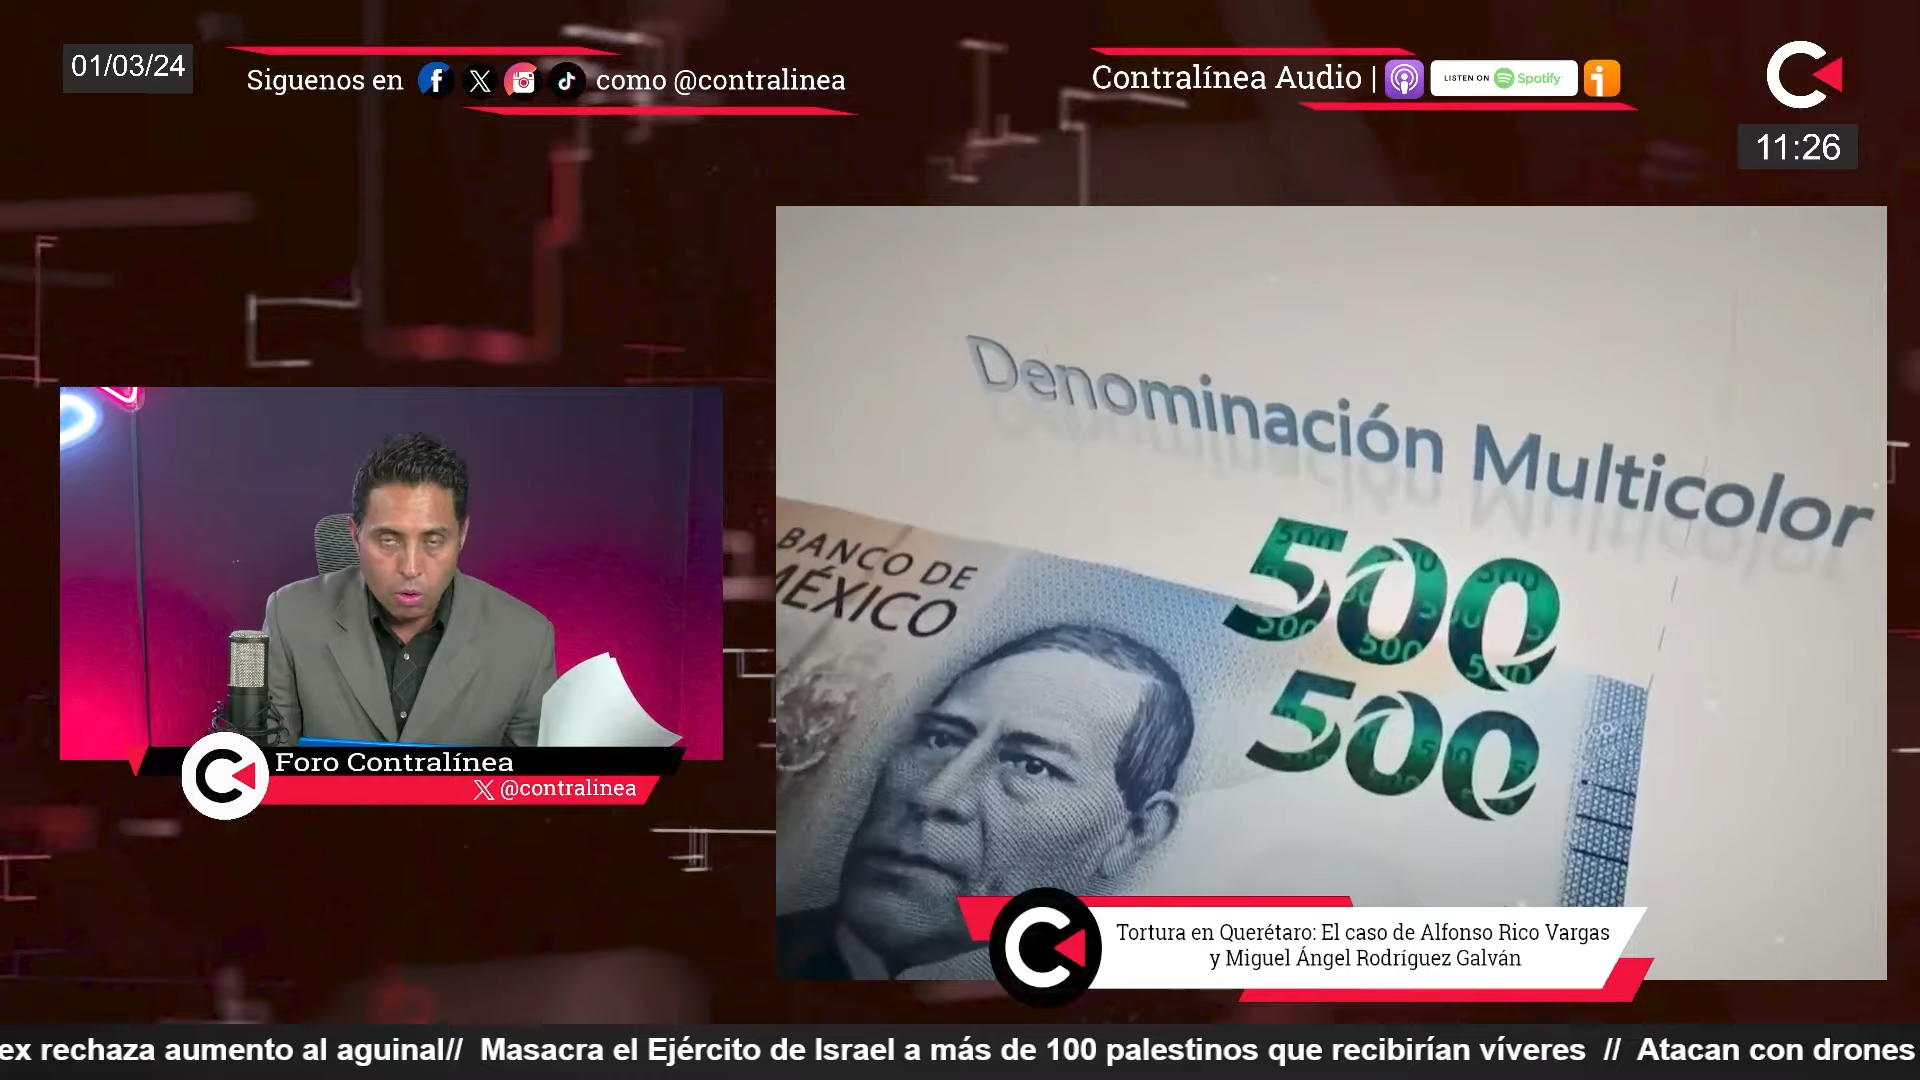 01/03/24
Siguenos en
como @contralinea
Contralínea Audio |
LISTEN ON Spotify
11:26
Denominación Multicolor
BANCO DE
MÉXICO
500
500
Foro Contralínea
@contralinea
Tortura en Querétaro: El caso de Alfonso Rico Vargas
y Miguel Ángel Rodríguez Galván
ex rechaza aumento al aguinal// Masacra el Ejército de Israel a más de 100 palestinos que recibirían víveres // Atacan con drones